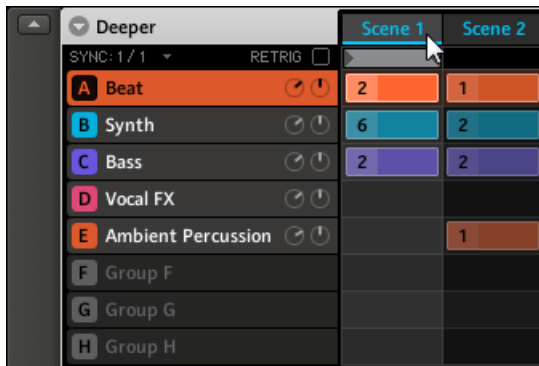 Deeper Scene 1 Scene 2
SYNC: 1 / 1 RETRIG
A Beat 2 1
B Synth 6 2
C Bass 2 2
D Vocal FX
E Ambient Percussion 1
F Group F
G Group G
H Group H